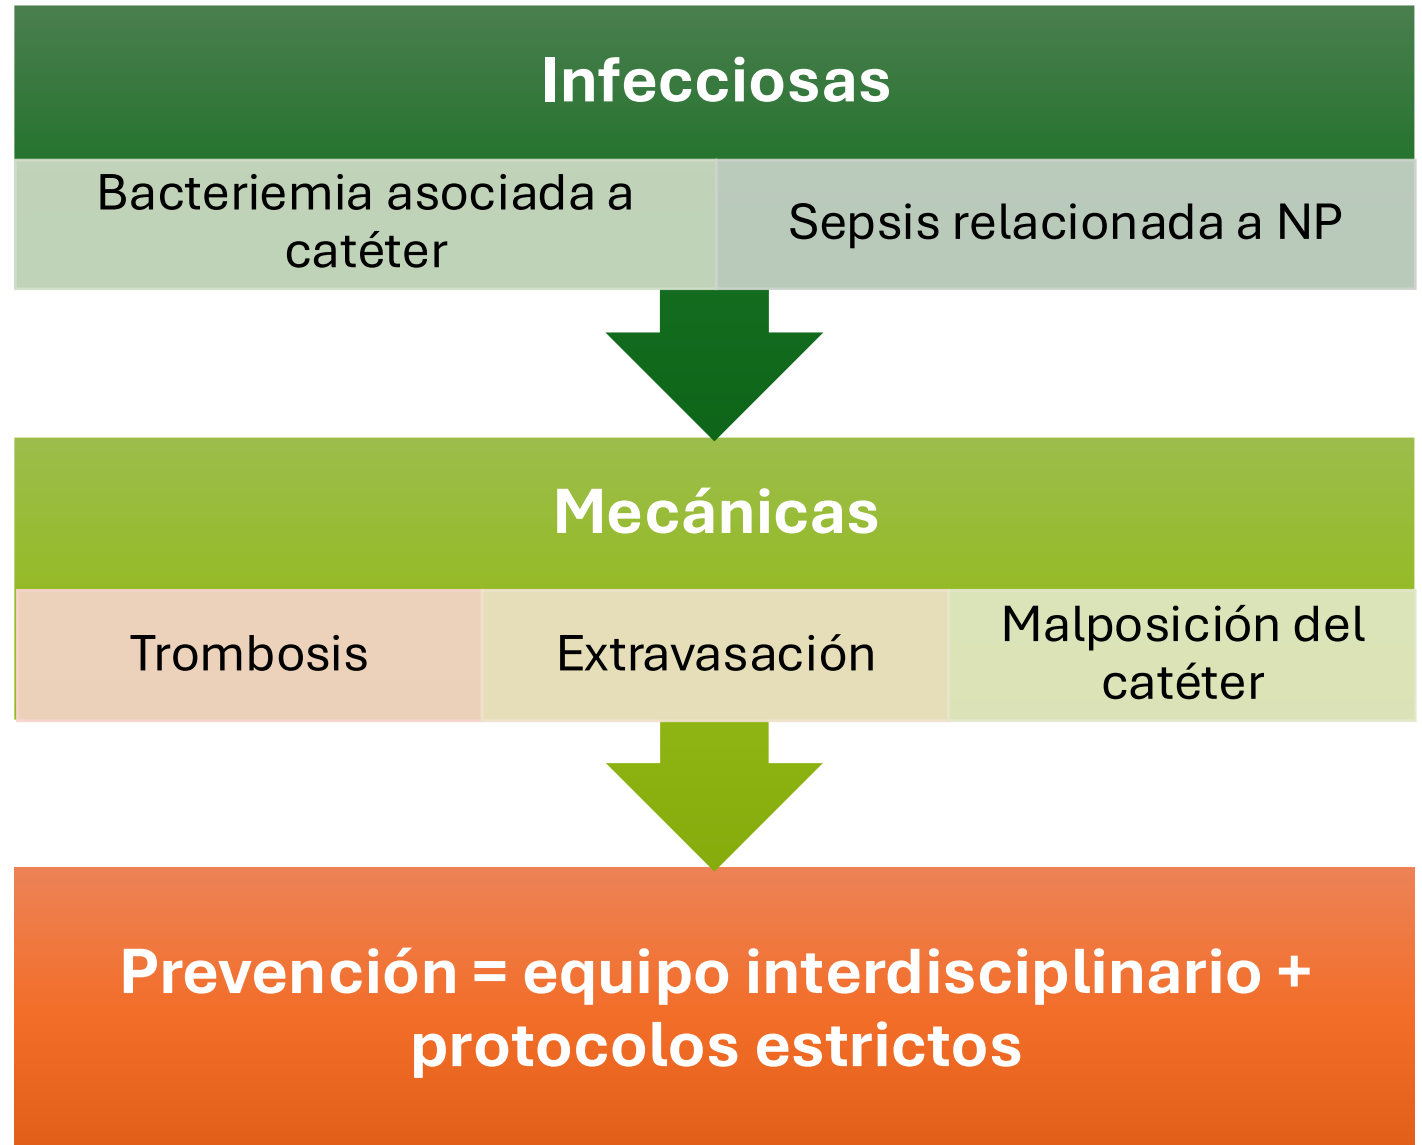 Infecciosas
Bacteriemia asociada a
catéter
Sepsis relacionada a NP
Mecánicas
Trombosis
Extravasación
Malposición del
catéter
Prevención = equipo interdisciplinario +
protocolos estrictos